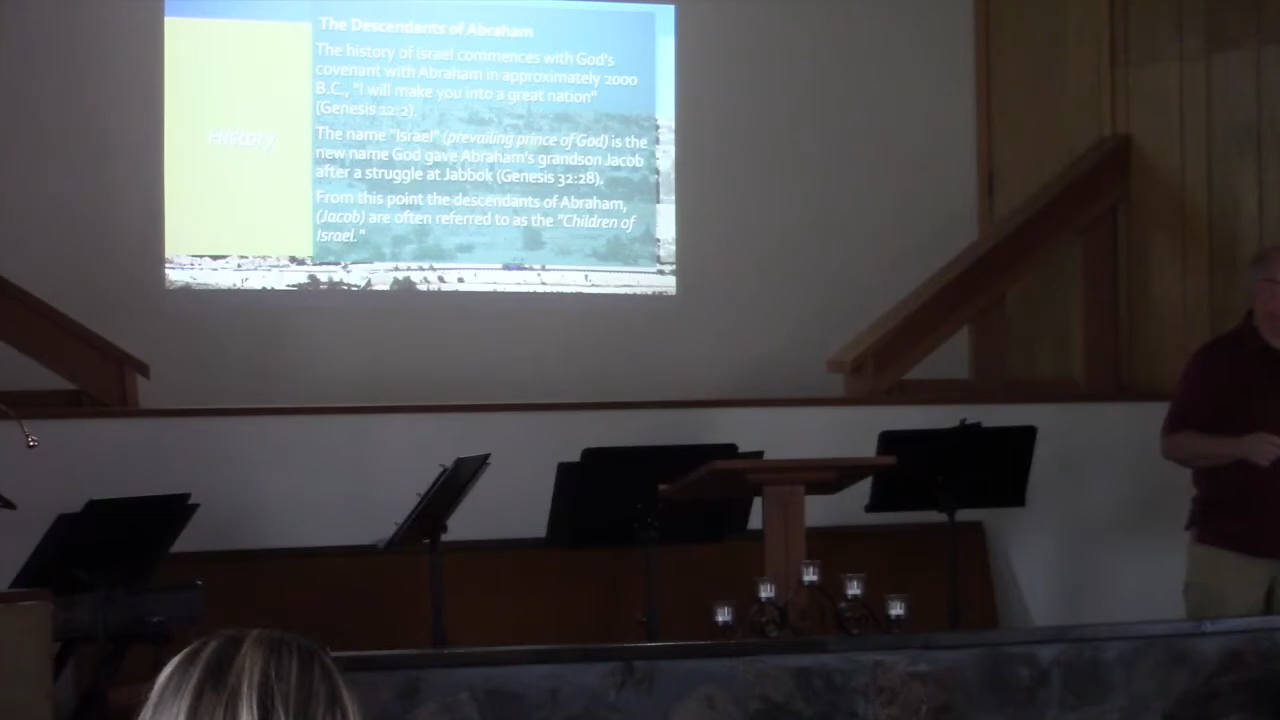 The Descendants of Abraham
The history of Israel commences with God's
covenant with Abraham in approximately 2000
B.C., "I will make you into a great nation"
(Genesis 12:2).
History
The name "Israel" (prevailing prince of God) is the
new name God gave Abraham's grandson Jacob
after a struggle at Jabbok (Genesis 32:28).
From this point the descendants of Abraham,
(Jacob) are often referred to as the "Children of
Israel."